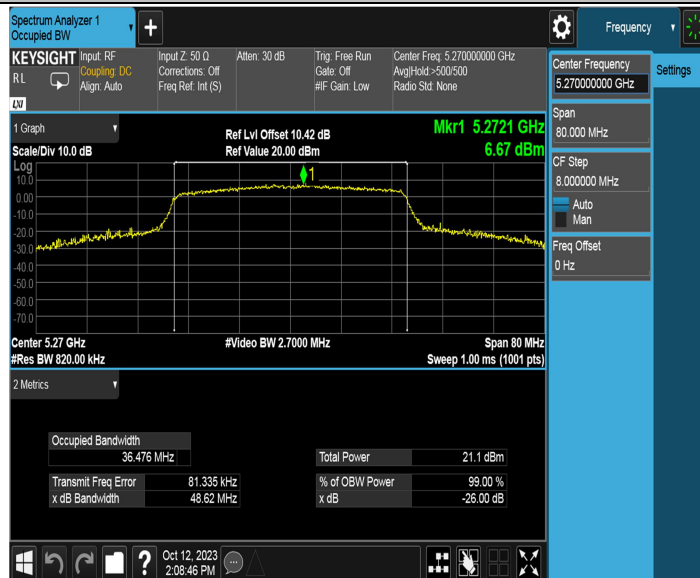 Spectrum Analyzer 1
Occupied BW
+
Frequency
KEYSIGHT
RL
LXI
Input: RF
Coupling: DC
Align: Auto
Input Z: 50 Ω
Corrections: Off
Freq Ref: Int (S)
Atten: 30 dB
Trig: Free Run
Gate: Off
#IF Gain: Low
Center Freq: 5.270000000 GHz
Avg|Hold:>500/500
Radio Std: None
Center Frequency
5.270000000 GHz
Settings
Span
80.000 MHz
CF Step
8.000000 MHz
Auto
Man
Freq Offset
0 Hz
1 Graph
Scale/Div 10.0 dB
Ref Lvl Offset 10.42 dB
Ref Value 20.00 dBm
Mkr1 5.2721 GHz
6.67 dBm
Log
10.0
0.00
-10.0
-20.0
-30.0
-40.0
-50.0
-60.0
-70.0
1
Center 5.27 GHz
#Video BW 2.7000 MHz
Span 80 MHz
#Res BW 820.00 kHz
Sweep 1.00 ms (1001 pts)
2 Metrics
Occupied Bandwidth
36.476 MHz
Transmit Freq Error 81.335 kHz
x dB Bandwidth 48.62 MHz
Total Power 21.1 dBm
% of OBW Power 99.00 %
x dB -26.00 dB
?
Oct 12, 2023
2:08:46 PM